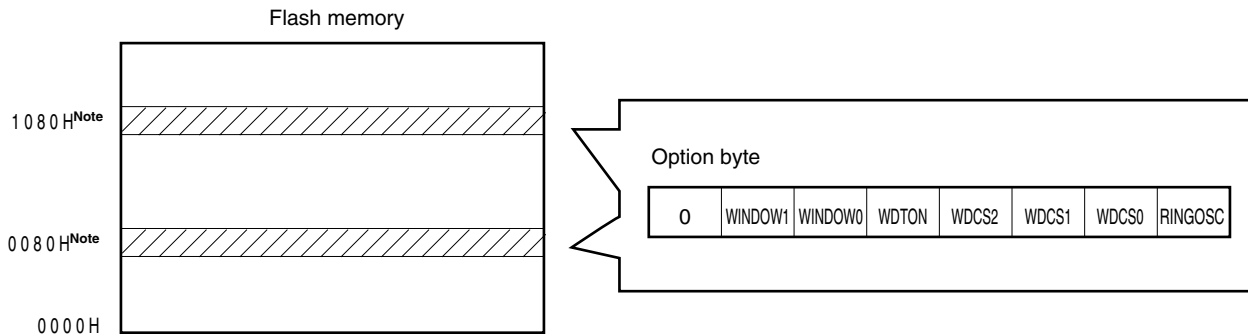 Flash memory
1080HNote
0080HNote
0000H
Option byte
0 WINDOW1 WINDOW0 WDTON WDCS2 WDCS1 WDCS0 RINGOSC